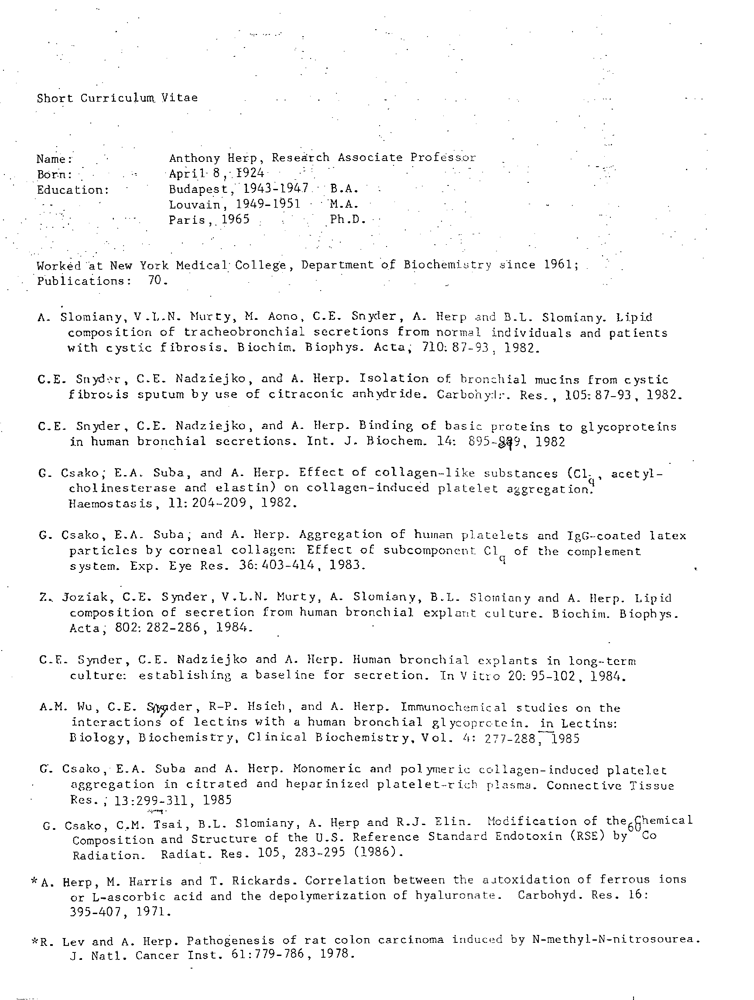 Short Curriculum Vitae
Name: Anthony Herp, Research Associate Professor
Born: April 8, 1924
Education: Budapest, 1943-1947 B.A.
Louvain, 1949-1951 M.A.
Paris, 1965 Ph.D.
Worked at New York Medical College, Department of Biochemistry since 1961;
Publications: 70.
A. Slomiany, V.L.N. Murty, M. Aono, C.E. Snyder, A. Herp and B.L. Slomiany. Lipid
composition of tracheobronchial secretions from normal individuals and patients
with cystic fibrosis. Biochim. Biophys. Acta, 710: 87-93, 1982.
C.E. Snyder, C.E. Nadziejko, and A. Herp. Isolation of bronchial mucins from cystic
fibrosis sputum by use of citraconic anhydride. Carbohydr. Res., 105: 87-93, 1982.
C.E. Snyder, C.E. Nadziejko, and A. Herp. Binding of basic proteins to glycoproteins
in human bronchial secretions. Int. J. Biochem. 14: 895-899, 1982
G. Csako, E.A. Suba, and A. Herp. Effect of collagen-like substances (Clq, acetyl-
cholinesterase and elastin) on collagen-induced platelet aggregation.
Haemostasis, 11: 204-209, 1982.
G. Csako, E.A. Suba, and A. Herp. Aggregation of human platelets and IgG-coated latex
particles by corneal collagen: Effect of subcomponent Clq of the complement
system. Exp. Eye Res. 36: 403-414, 1983.
Z. Joziak, C.E. Synder, V.L.N. Murty, A. Slomiany, B.L. Slomiany and A. Herp. Lipid
composition of secretion from human bronchial explant culture. Biochim. Biophys.
Acta, 802: 282-286, 1984.
C.E. Synder, C.E. Nadziejko and A. Herp. Human bronchial explants in long-term
culture: establishing a baseline for secretion. In Vitro 20: 95-102, 1984.
A.M. Wu, C.E. Snyder, R-P. Hsieh, and A. Herp. Immunochemical studies on the
interactions of lectins with a human bronchial glycoprotein. in Lectins:
Biology, Biochemistry, Clinical Biochemistry, Vol. 4: 277-288, 1985
G. Csako, E.A. Suba and A. Herp. Monomeric and polymeric collagen-induced platelet
aggregation in citrated and heparinized platelet-rich plasma. Connective Tissue
Res., 13:299-311, 1985
G. Csako, C.M. Tsai, B.L. Slomiany, A. Herp and R.J. Elin. Modification of the Chemical
Composition and Structure of the U.S. Reference Standard Endotoxin (RSE) by 60Co
Radiation. Radiat. Res. 105, 283-295 (1986).
*A. Herp, M. Harris and T. Rickards. Correlation between the autoxidation of ferrous ions
or L-ascorbic acid and the depolymerization of hyaluronate. Carbohyd. Res. 16:
395-407, 1971.
*R. Lev and A. Herp. Pathogenesis of rat colon carcinoma induced by N-methyl-N-nitrosourea.
J. Natl. Cancer Inst. 61:779-786, 1978.